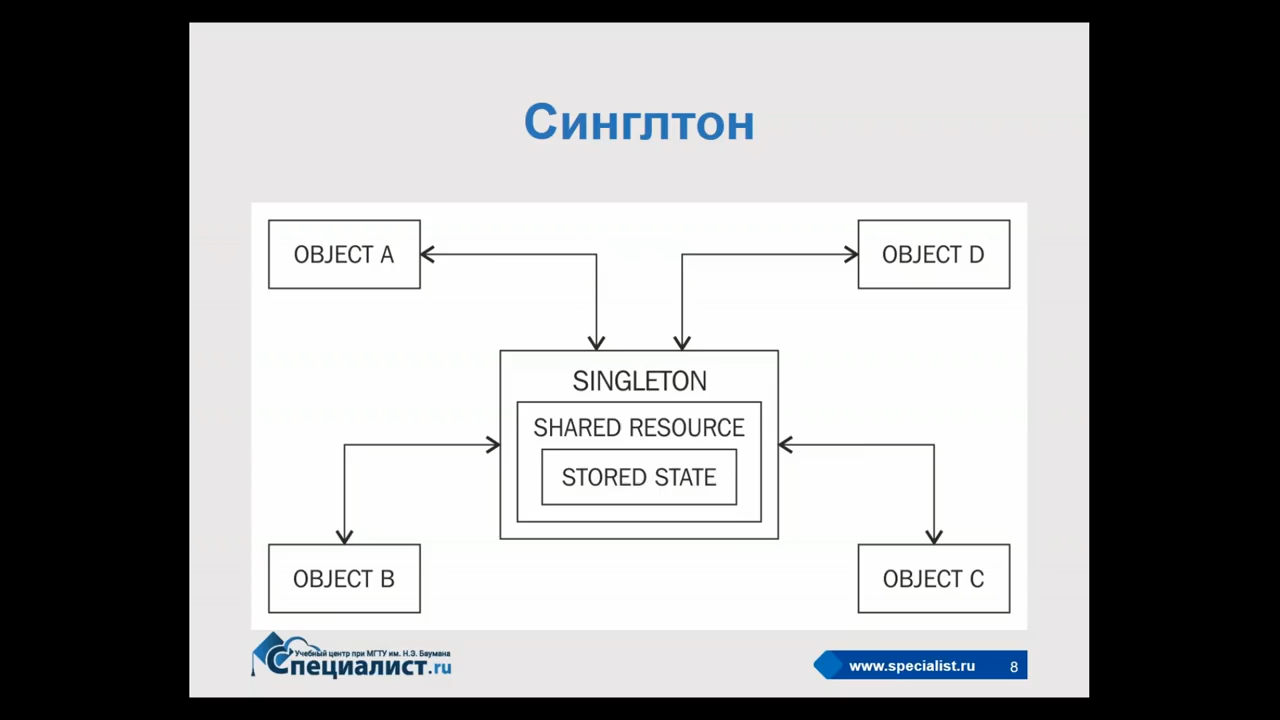 Синглтон
OBJECT A
OBJECT D
SINGLETON
SHARED RESOURCE
STORED STATE
OBJECT B
OBJECT C
Учебный центр при МГТУ им. Н.Э. Баумана
Специалист.ru
www.specialist.ru
8